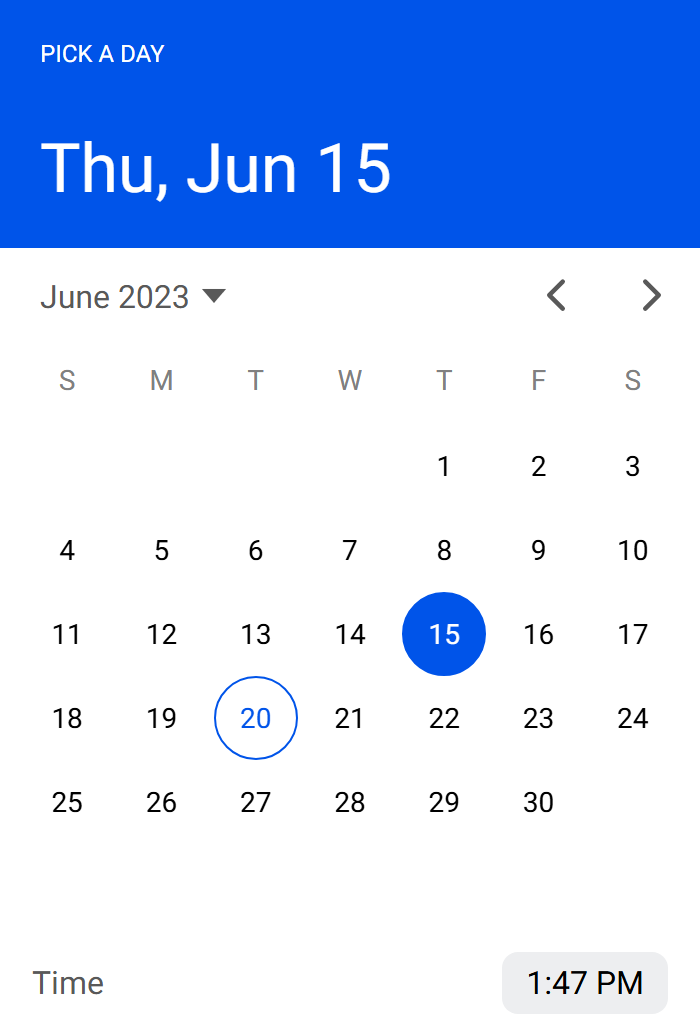 PICK A DAY
Thu, Jun 15
June 2023
S M T W T F S
1 2 3
4 5 6 7 8 9 10
11 12 13 14 15 16 17
18 19 20 21 22 23 24
25 26 27 28 29 30
Time 1:47 PM